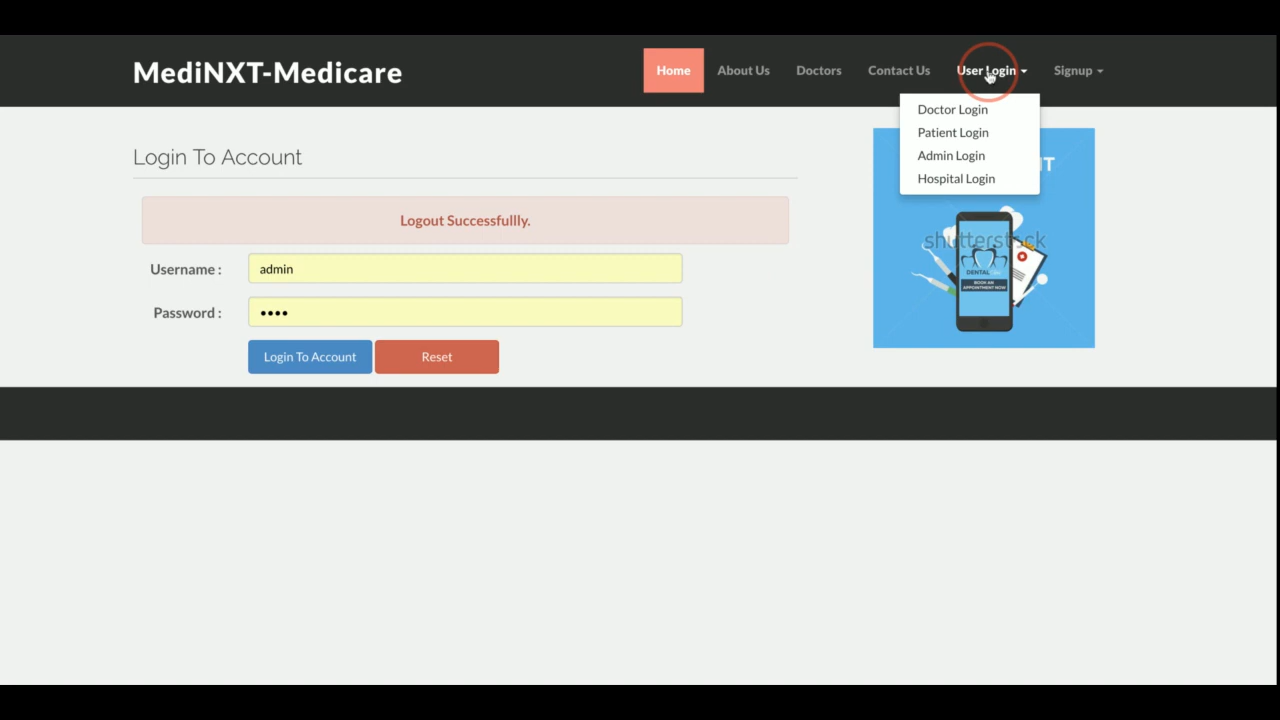 MediNXT-Medicare
Home
About Us
Doctors
Contact Us
User Login
Signup
Doctor Login
Patient Login
Admin Login
Hospital Login
Login To Account
Logout Successfullly.
Username :
admin
Password :
Login To Account
Reset
shutterstock
DENTAL
BOOK AN
APPOINTMENT NOW